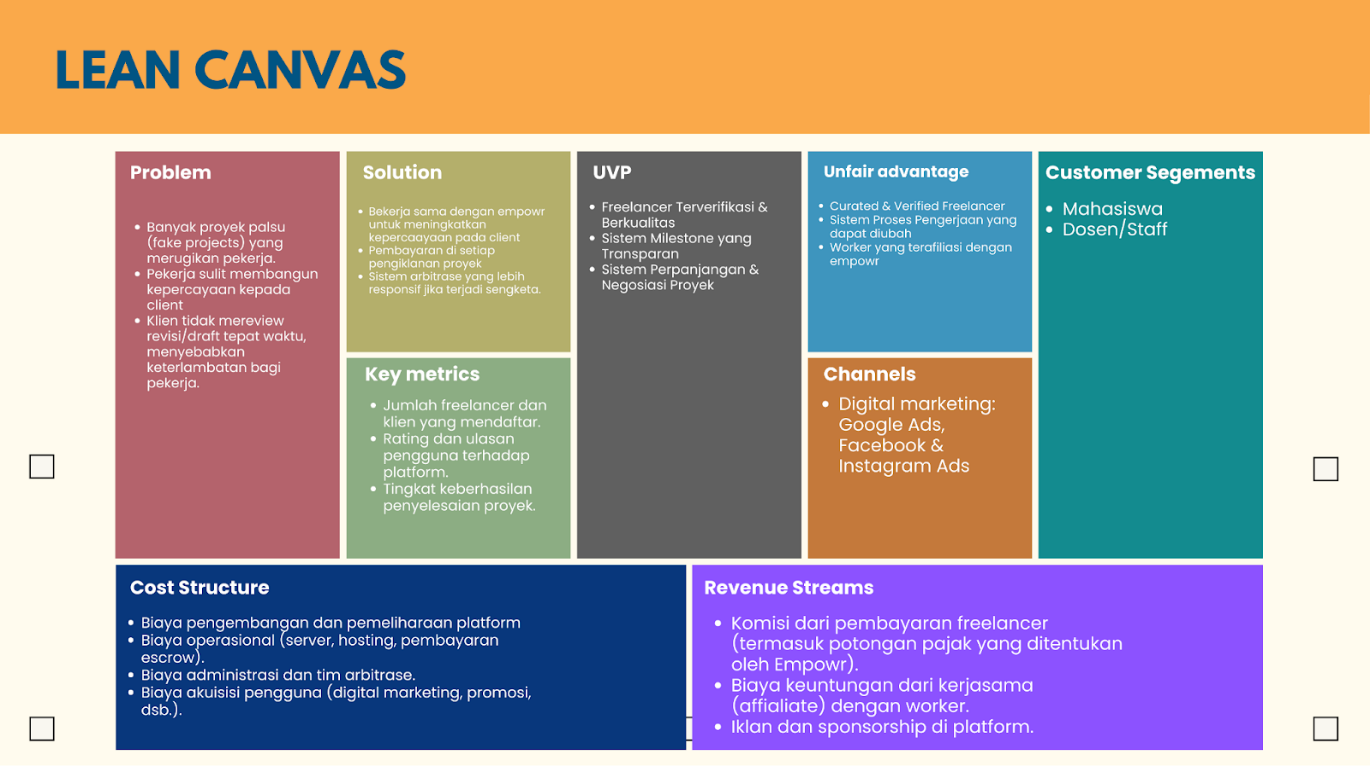 LEAN CANVAS
Problem
• Banyak proyek palsu
(fake projects) yang
merugikan pekerja.
• Pekerja sulit membangun
kepercayaan kepada
client
• Klien tidak mereview
revisi/draft tepat waktu,
menyebabkan
keterlambatan bagi
pekerja.
Solution
• Bekerja sama dengan empowr
untuk meningkatkan
kepercaayaan pada client
• Pembayaran di setiap
pengiklanan proyek
• Sistem arbitrase yang lebih
responsif jika terjadi sengketa.
Key metrics
• Jumlah freelancer dan
klien yang mendaftar.
• Rating dan ulasan
pengguna terhadap
platform.
• Tingkat keberhasilan
penyelesaian proyek.
UVP
• Freelancer Terverifikasi &
Berkualitas
• Sistem Milestone yang
Transparan
• Sistem Perpanjangan &
Negosiasi Proyek
Unfair advantage
• Curated & Verified Freelancer
• Sistem Proses Pengerjaan yang
dapat diubah
• Worker yang terafiliasi dengan
empowr
Channels
• Digital marketing:
Google Ads,
Facebook &
Instagram Ads
Customer Segements
• Mahasiswa
• Dosen/Staff
Cost Structure
• Biaya pengembangan dan pemeliharaan platform
• Biaya operasional (server, hosting, pembayaran
escrow).
• Biaya administrasi dan tim arbitrase.
• Biaya akuisisi pengguna (digital marketing, promosi,
dsb.).
Revenue Streams
• Komisi dari pembayaran freelancer
(termasuk potongan pajak yang ditentukan
oleh Empowr).
• Biaya keuntungan dari kerjasama
(affialiate) dengan worker.
• Iklan dan sponsorship di platform.